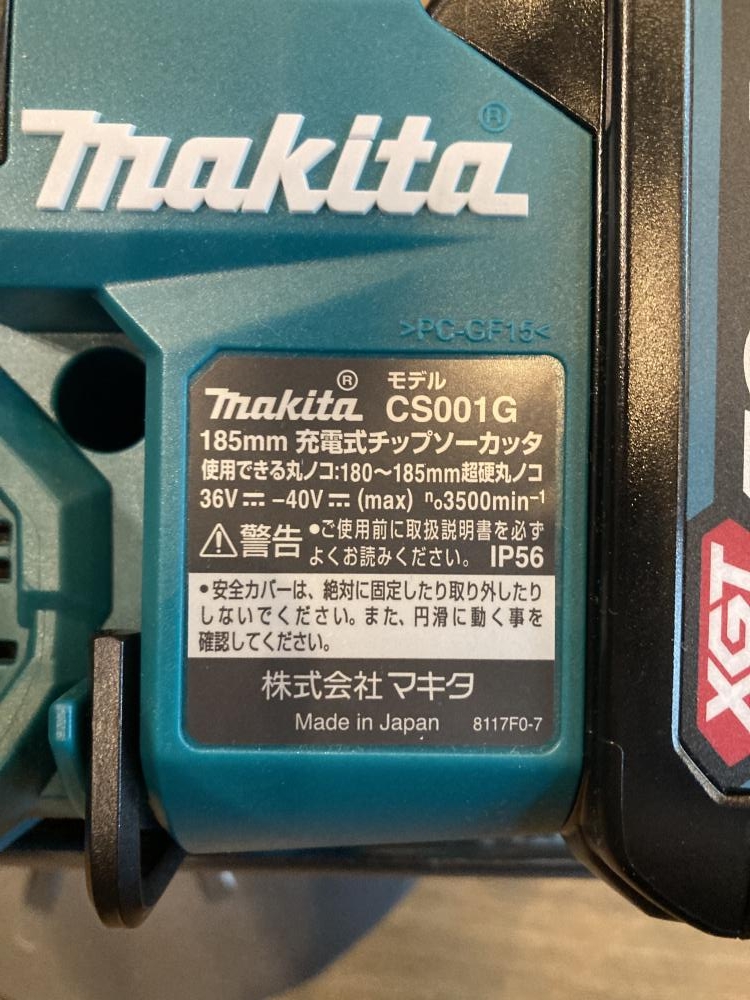 makita®
>PC-GF15<
makita® モデル CS001G
185mm 充電式チップソーカッタ
使用できる丸ノコ:180〜185mm超硬丸ノコ
36V⎓-40V⎓(max) n₀3500min⁻¹
⚠警告 •ご使用前に取扱説明書を必ず
よくお読みください。 IP56
•安全カバーは、絶対に固定したり取り外したり
しないでください。また、円滑に動く事を
確認してください。
株式会社 マキタ
Made in Japan 8117F0-7
XGT